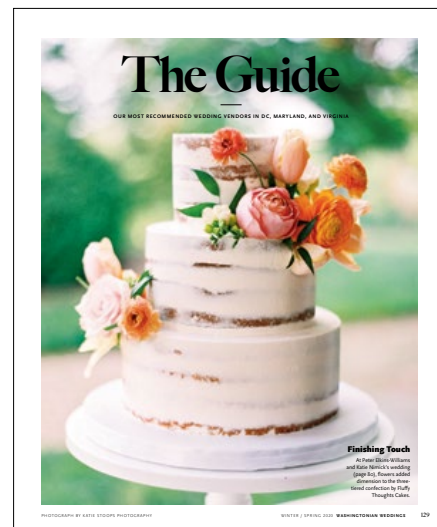 The Guide
OUR MOST RECOMMENDED WEDDING VENDORS IN DC, MARYLAND, AND VIRGINIA
Finishing Touch
At Peter Elkins-Williams
and Katie Nimick's wedding
(page 80), flowers added
dimension to the three-
tiered confection by Fluffy
Thoughts Cakes.
PHOTOGRAPH BY KATIE STOOPS PHOTOGRAPHY
WINTER / SPRING 2020 WASHINGTONIAN WEDDINGS 129